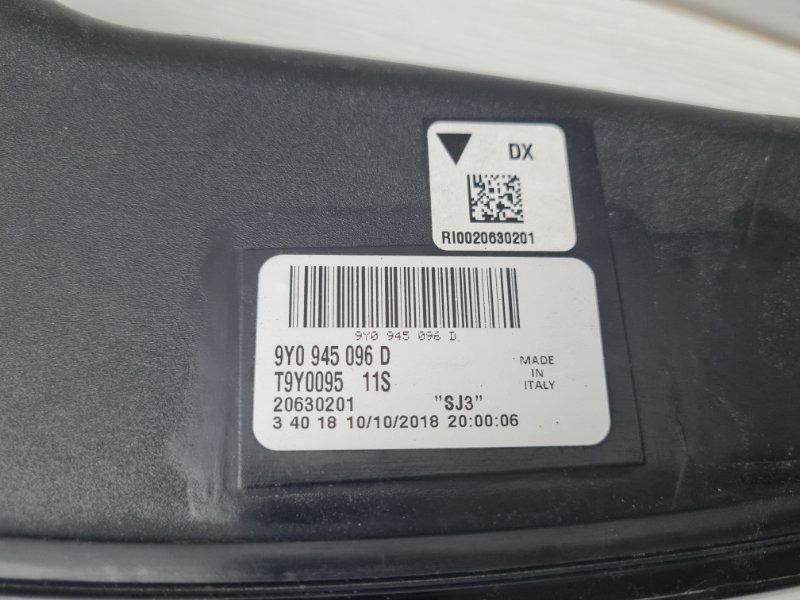 DX
RI0020630201
9Y0 945 096 D
9Y0 945 096 D
T9Y0095 11S
20630201 "SJ3"
3 40 18 10/10/2018 20:00:06
MADE
IN
ITALY